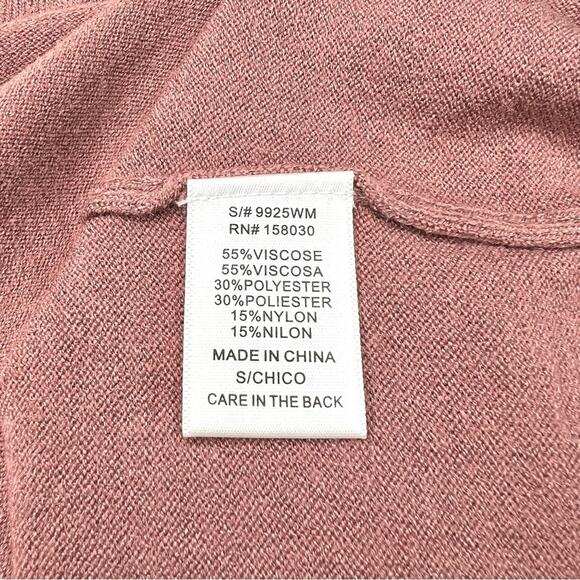 S/# 9925WM
RN# 158030
55%VISCOSE
55%VISCOSA
30%POLYESTER
30%POLIESTER
15%NYLON
15%NILON
MADE IN CHINA
S/CHICO
CARE IN THE BACK